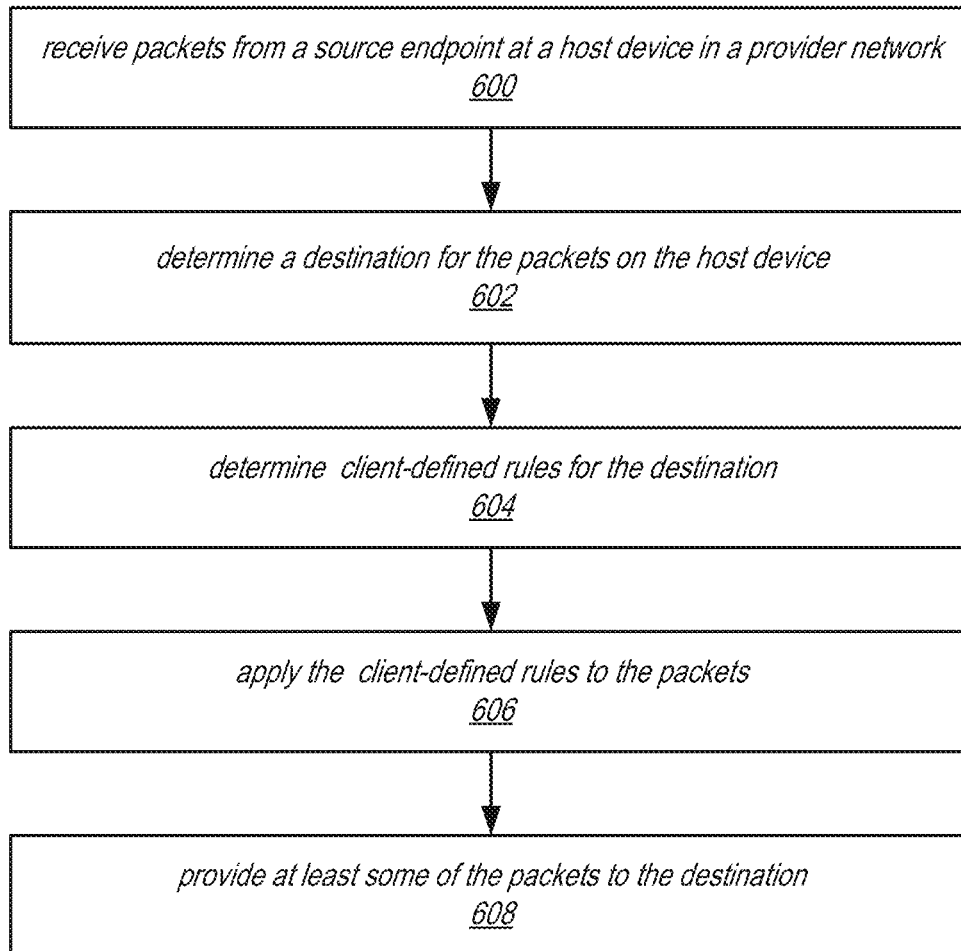 receive packets from a source endpoint at a host device in a provider network
600
determine a destination for the packets on the host device
602
determine client-defined rules for the destination
604
apply the client-defined rules to the packets
606
provide at least some of the packets to the destination
608